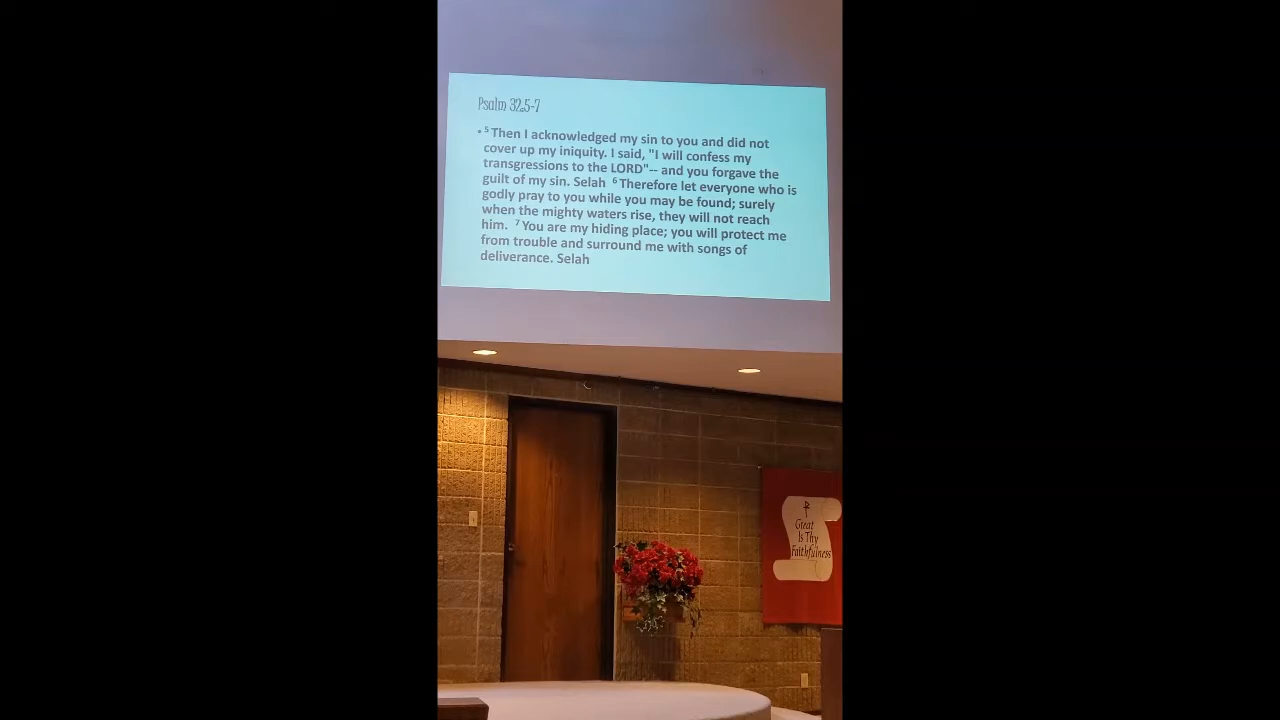 Psalm 32.5-7
• ⁵ Then I acknowledged my sin to you and did not
cover up my iniquity. I said, "I will confess my
transgressions to the LORD"-- and you forgave the
guilt of my sin. Selah ⁶ Therefore let everyone who is
godly pray to you while you may be found; surely
when the mighty waters rise, they will not reach
him. ⁷ You are my hiding place; you will protect me
from trouble and surround me with songs of
deliverance. Selah
Great
Is Thy
Faithfulness